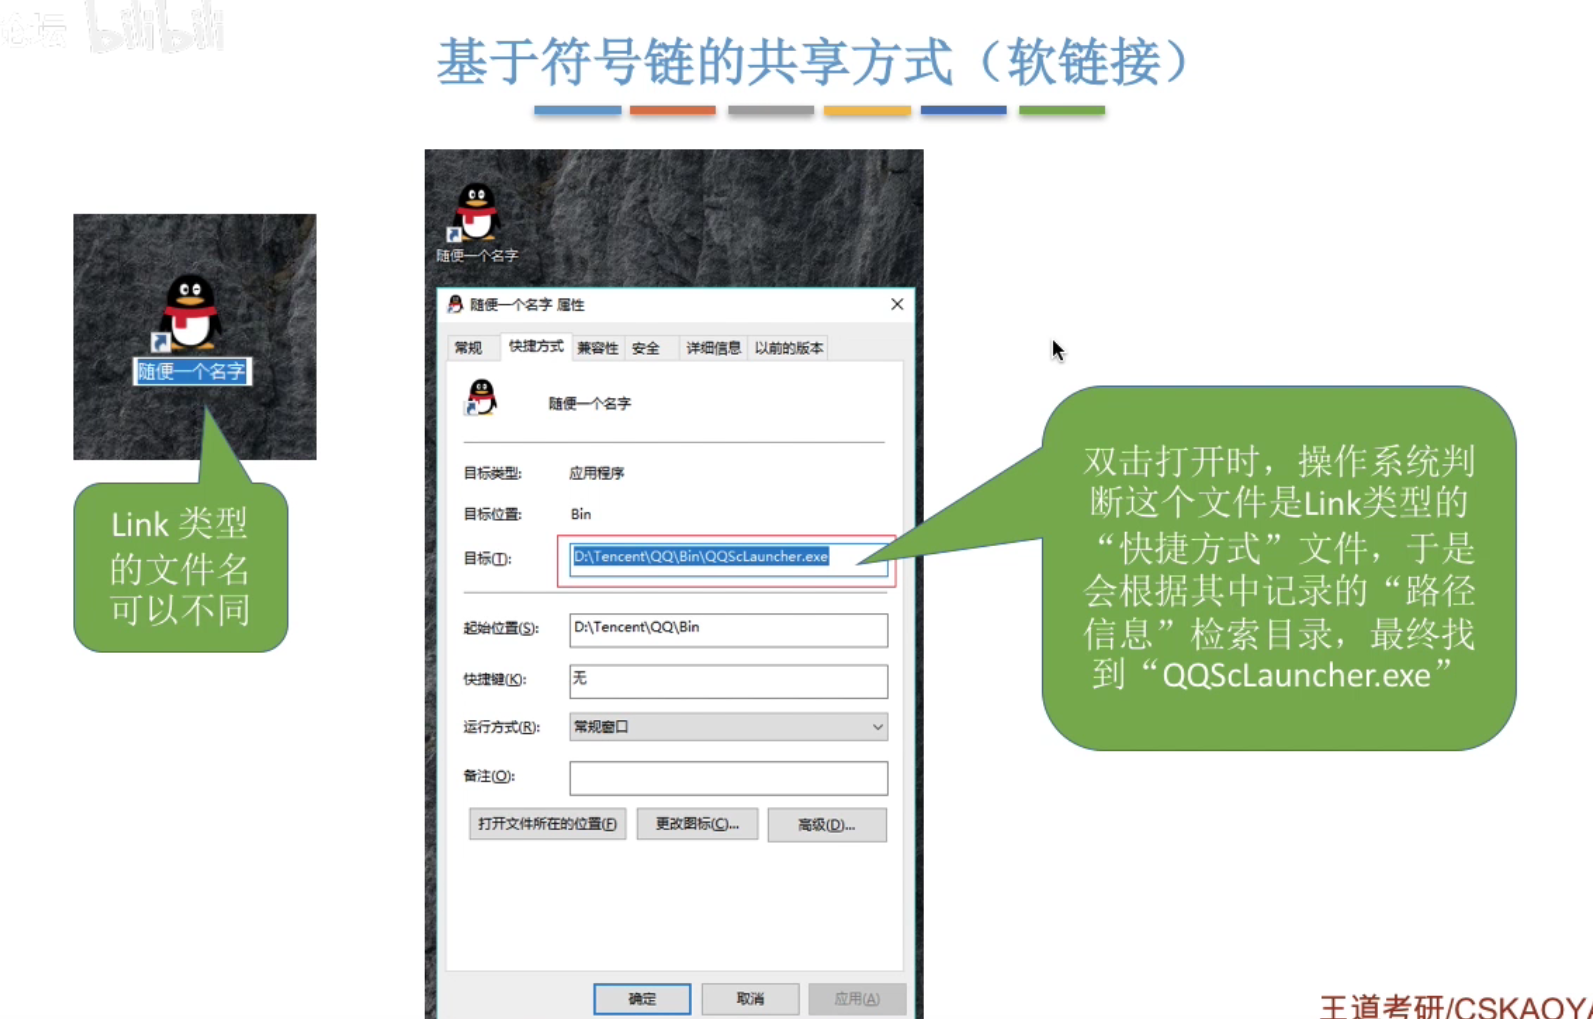 论坛 bilibili
基于符号链的共享方式（软链接）
随便一个名字
Link 类型
的文件名
可以不同
随便一个名字
随便一个名字 属性
常规 快捷方式 兼容性 安全 详细信息 以前的版本
随便一个名字
目标类型: 应用程序
目标位置: Bin
目标(T): D:\Tencent\QQ\Bin\QQScLauncher.exe
起始位置(S): D:\Tencent\QQ\Bin
快捷键(K): 无
运行方式(R): 常规窗口
备注(O):
打开文件所在的位置(F) 更改图标(C)... 高级(D)...
确定 取消 应用(A)
双击打开时，操作系统判
断这个文件是Link类型的
“快捷方式”文件，于是
会根据其中记录的“路径
信息”检索目录，最终找
到“QQScLauncher.exe”
王道考研/CSKAOYA